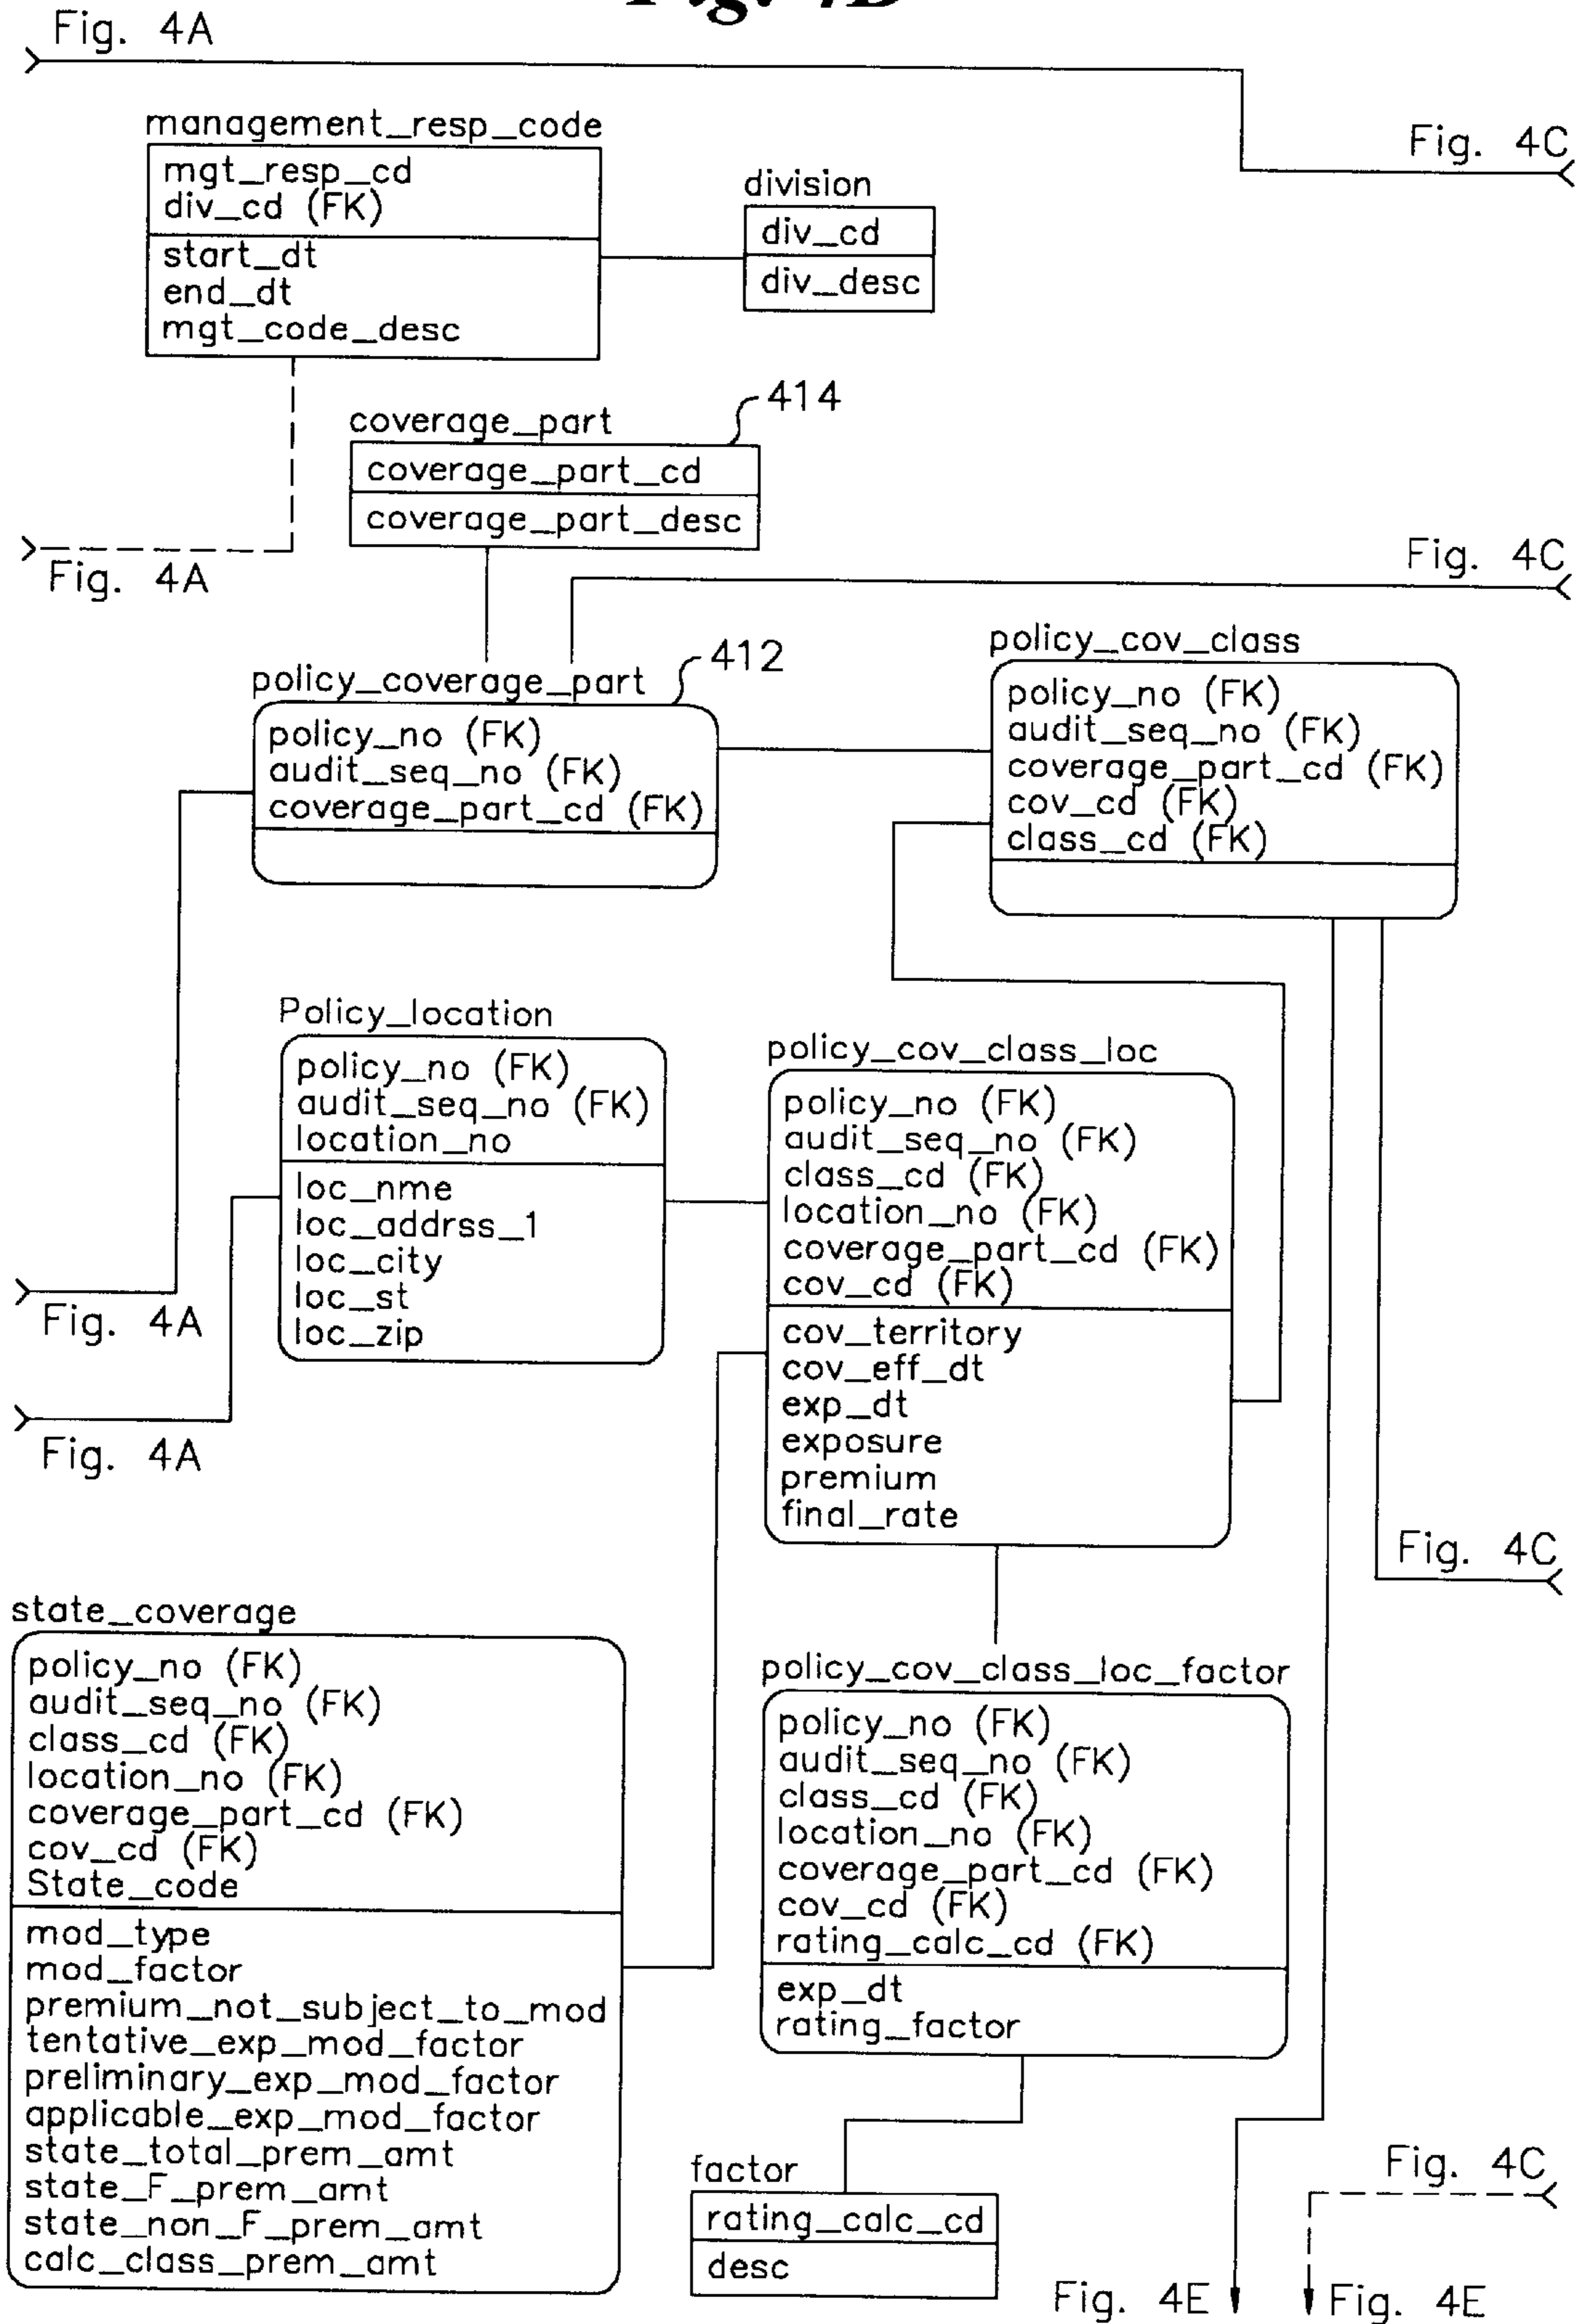 Fig.
Fig. 4A
Fig. 4C
management_resp_code
mgt_resp_cd
div_cd (FK)
start_dt
end_dt
mgt_code_desc
division
div_cd
div_desc
414
coverage_part
coverage_part_cd
coverage_part_desc
Fig. 4A
Fig. 4C
412
policy_coverage_part
policy_no (FK)
audit_seq_no (FK)
coverage_part_cd (FK)
policy_cov_class
policy_no (FK)
audit_seq_no (FK)
coverage_part_cd (FK)
cov_cd (FK)
class_cd (FK)
Policy_location
policy_no (FK)
audit_seq_no (FK)
location_no
loc_nme
loc_addrss_1
loc_city
loc_st
loc_zip
policy_cov_class_loc
policy_no (FK)
audit_seq_no (FK)
class_cd (FK)
location_no (FK)
coverage_part_cd (FK)
cov_cd (FK)
cov_territory
cov_eff_dt
exp_dt
exposure
premium
final_rate
Fig. 4A
Fig. 4A
Fig. 4C
state_coverage
policy_no (FK)
audit_seq_no (FK)
class_cd (FK)
location_no (FK)
coverage_part_cd (FK)
cov_cd (FK)
State_code
mod_type
mod_factor
premium_not_subject_to_mod
tentative_exp_mod_factor
preliminary_exp_mod_factor
applicable_exp_mod_factor
state_total_prem_amt
state_F_prem_amt
state_non_F_prem_amt
calc_class_prem_amt
policy_cov_class_loc_factor
policy_no (FK)
audit_seq_no (FK)
class_cd (FK)
location_no (FK)
coverage_part_cd (FK)
cov_cd (FK)
rating_calc_cd (FK)
exp_dt
rating_factor
factor
rating_calc_cd
desc
Fig. 4C
Fig. 4E
Fig. 4E